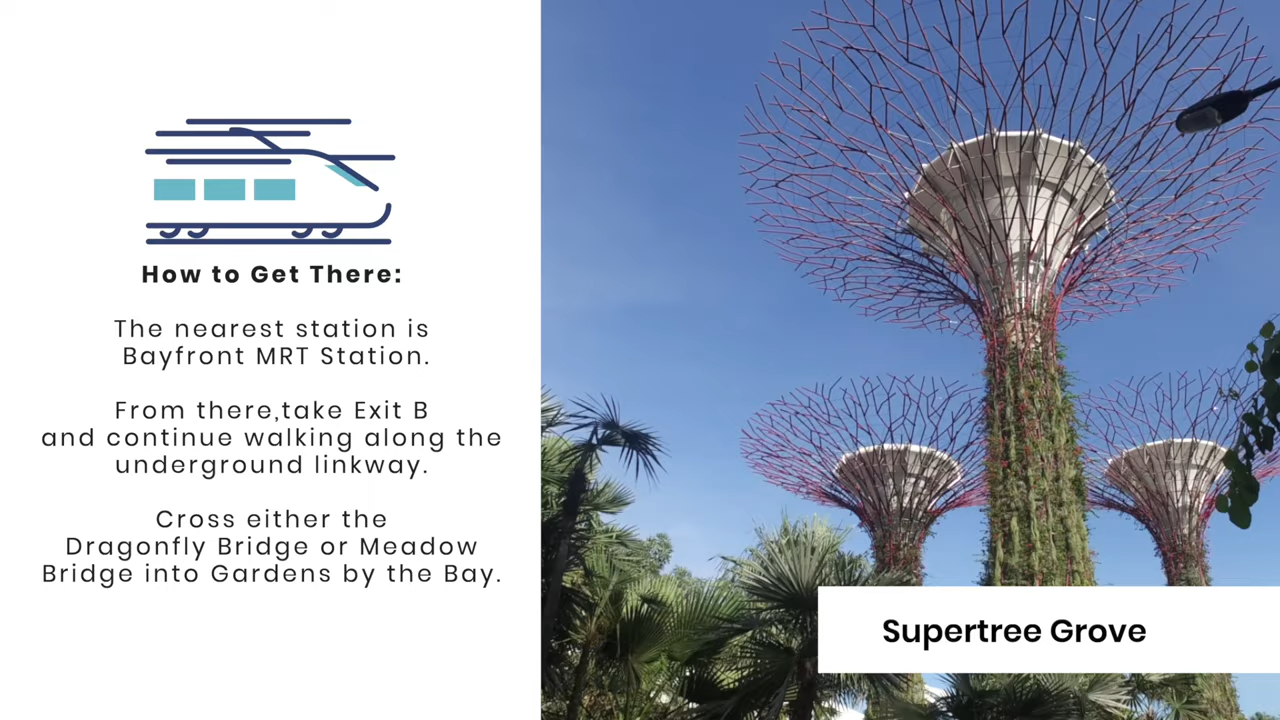 How to Get There:
The nearest station is
Bayfront MRT Station.
From there,take Exit B
and continue walking along the
underground linkway.
Cross either the
Dragonfly Bridge or Meadow
Bridge into Gardens by the Bay.
Supertree Grove